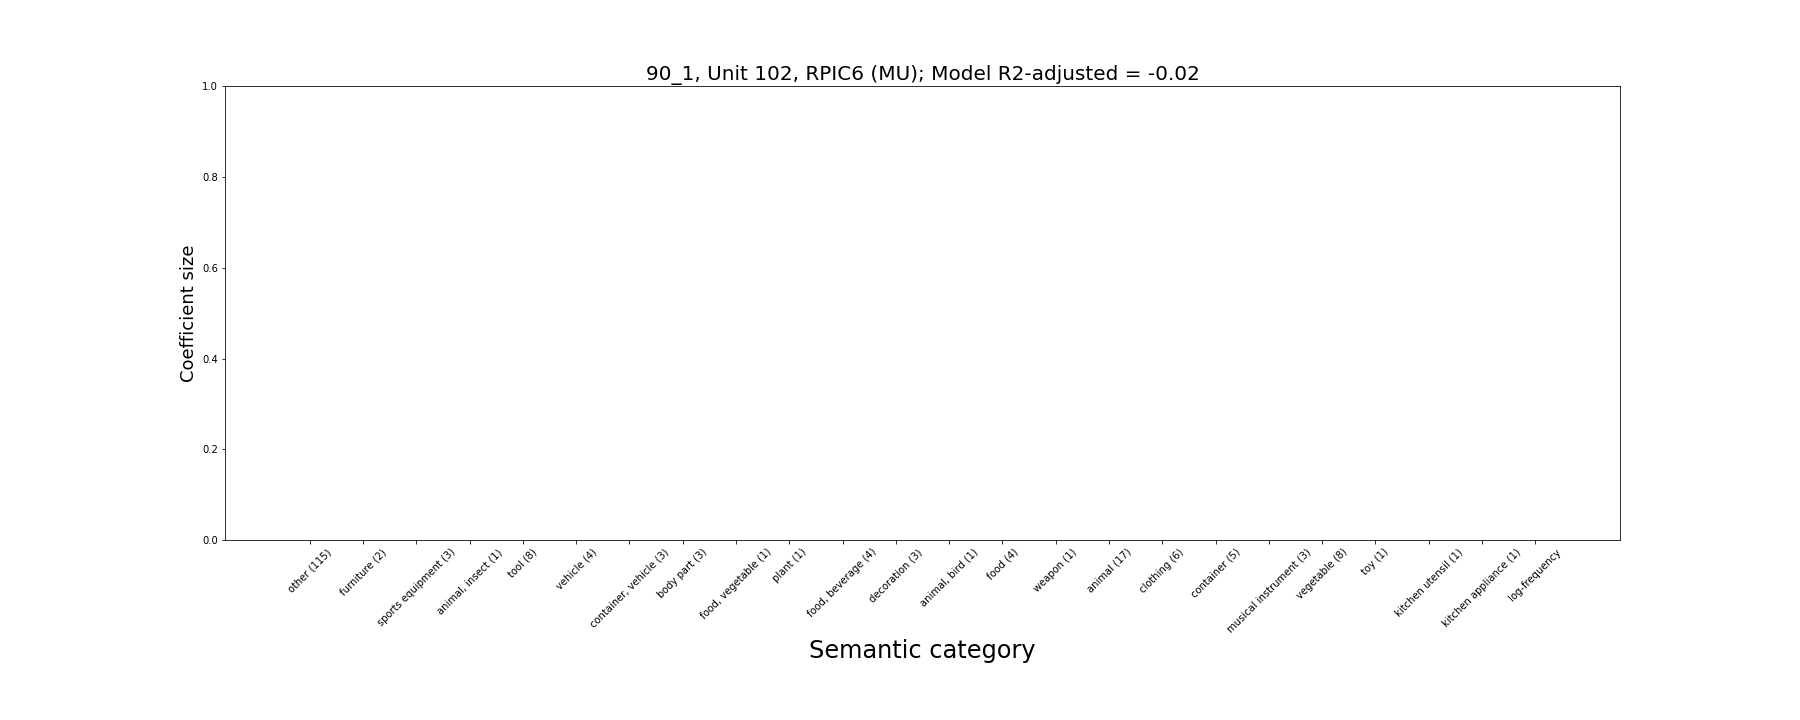 90_1, Unit 102, RPIC6 (MU); Model R2-adjusted = -0.02
1.0
0.8
0.6
0.4
0.2
0.0
Coefficient size
other (115)
furniture (2)
sports equipment (3)
animal, insect (1)
tool (8)
vehicle (4)
container, vehicle (3)
body part (3)
food, vegetable (1)
plant (1)
food, beverage (4)
decoration (3)
animal, bird (1)
food (4)
weapon (1)
animal (17)
clothing (6)
container (5)
musical instrument (3)
vegetable (8)
toy (1)
kitchen utensil (1)
kitchen appliance (1)
log-frequency
Semantic category